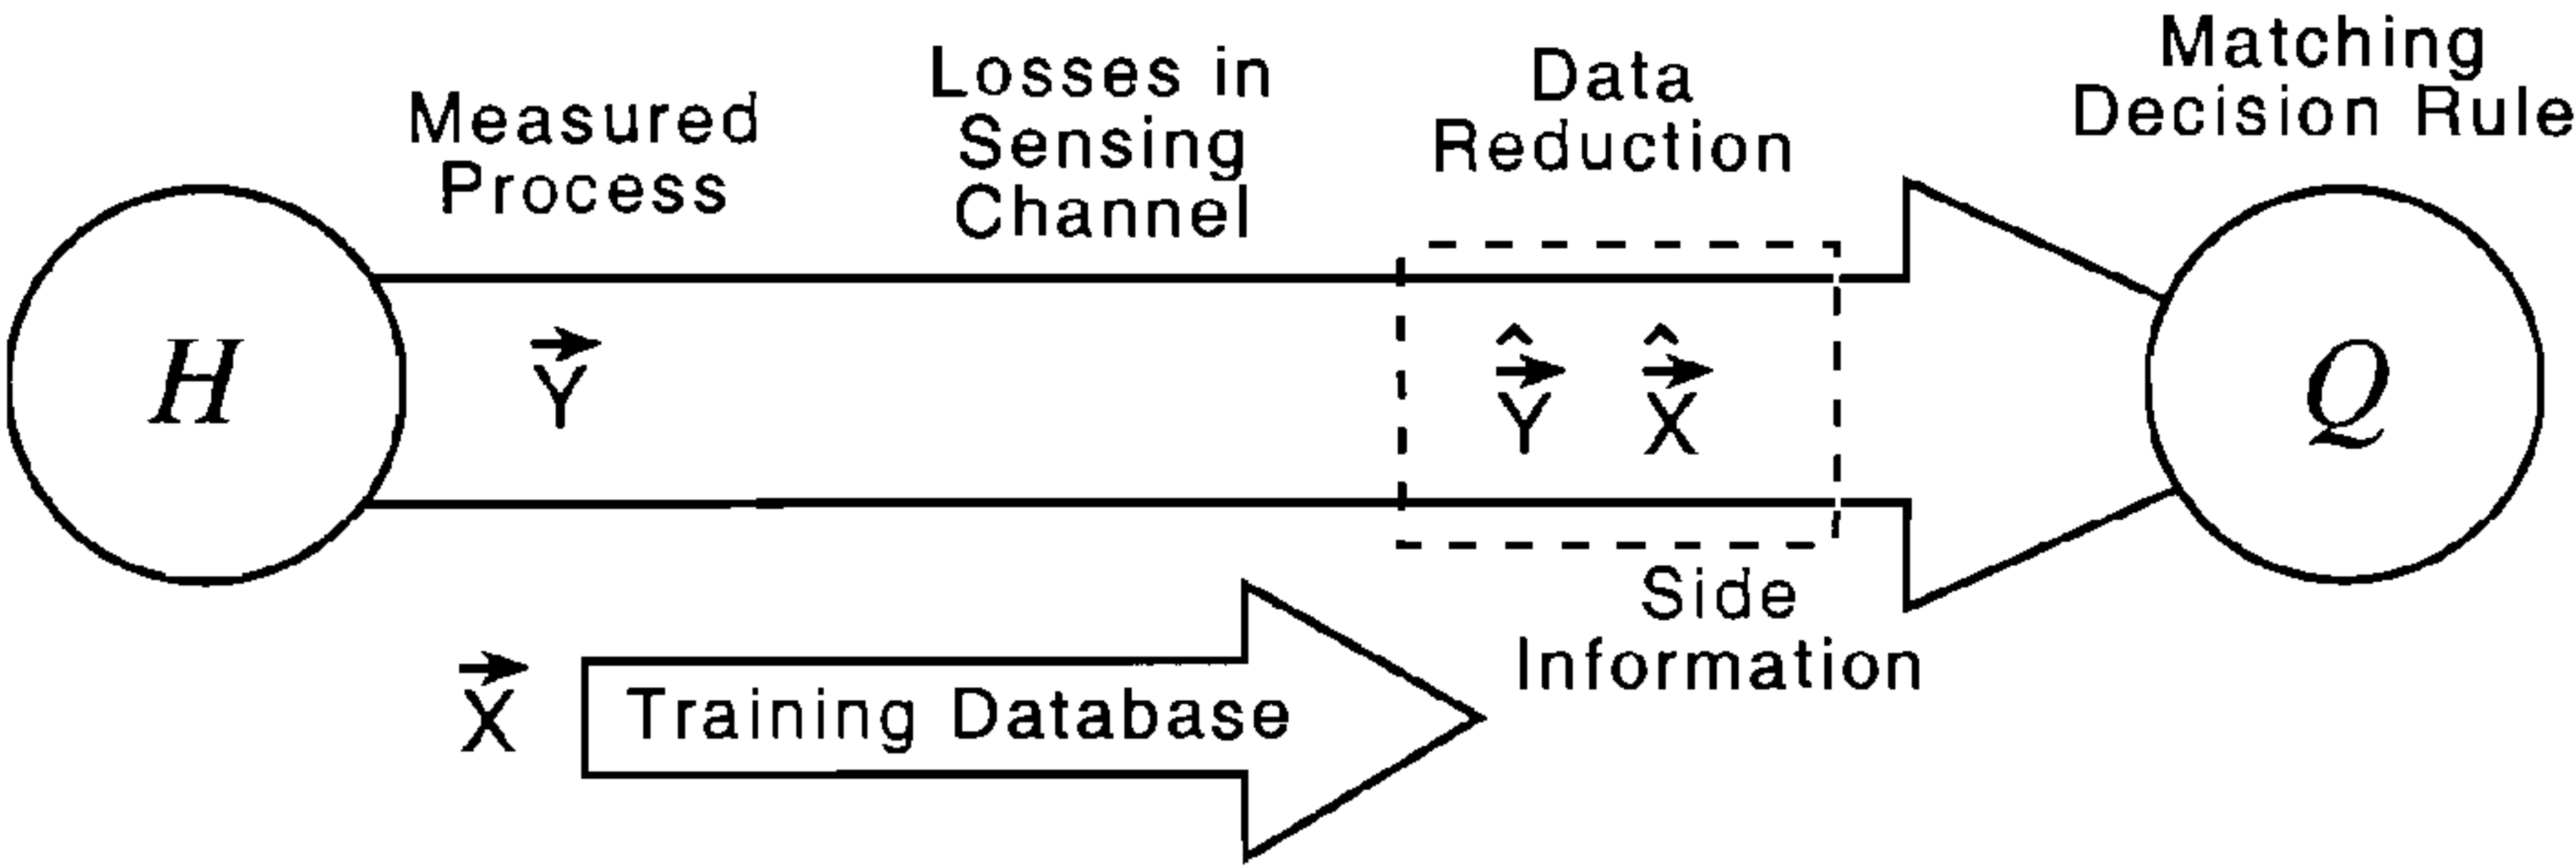 Measured
Process
Losses in
Sensing
Channel
Data
Reduction
Matching
Decision Rule
H
Y⃗
Ŷ⃗ X̂⃗
Q
Side
Information
X⃗
Training Database